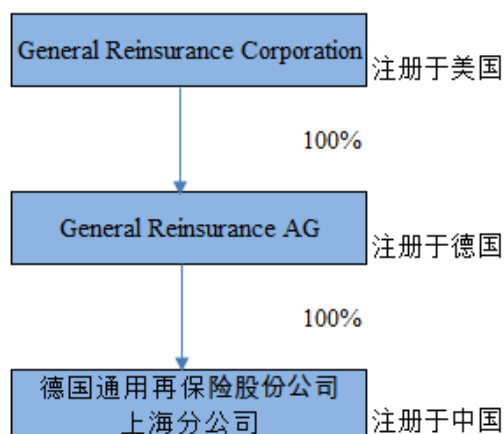 General Reinsurance Corporation
注册于美国
100%
General Reinsurance AG
注册于德国
100%
德国通用再保险股份公司
上海分公司
注册于中国